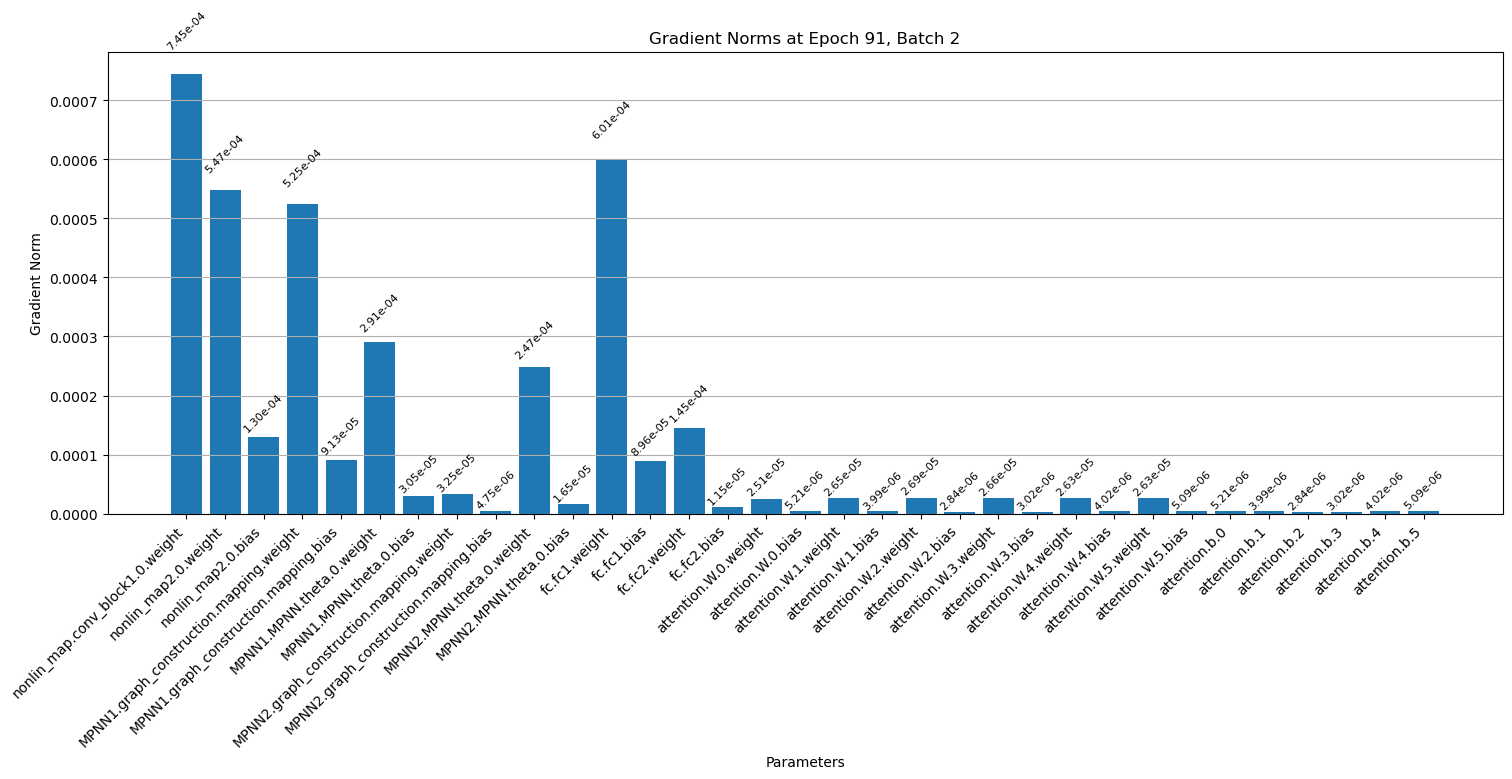 Gradient Norms at Epoch 91, Batch 2
Gradient Norm
0.0007
0.0006
0.0005
0.0004
0.0003
0.0002
0.0001
0.0000
7.45e-04
5.47e-04
1.30e-04
5.25e-04
9.13e-05
2.91e-04
3.05e-05
3.25e-05
4.75e-06
2.47e-04
1.65e-05
6.01e-04
8.96e-05
1.45e-04
1.15e-05
2.51e-05
5.21e-06
2.65e-05
3.99e-06
2.69e-05
2.84e-06
2.66e-05
3.02e-06
2.63e-05
4.02e-06
2.63e-05
5.09e-06
5.21e-06
3.99e-06
2.84e-06
3.02e-06
4.02e-06
5.09e-06
nonlin_map.conv_block1.0.weight
nonlin_map2.0.weight
nonlin_map2.0.bias
MPNN1.graph_construction.mapping.weight
MPNN1.graph_construction.mapping.bias
MPNN1.MPNN.theta.0.weight
MPNN1.MPNN.theta.0.bias
MPNN2.graph_construction.mapping.weight
MPNN2.graph_construction.mapping.bias
MPNN2.MPNN.theta.0.weight
MPNN2.MPNN.theta.0.bias
fc.fc1.weight
fc.fc1.bias
fc.fc2.weight
fc.fc2.bias
attention.W.0.weight
attention.W.0.bias
attention.W.1.weight
attention.W.1.bias
attention.W.2.weight
attention.W.2.bias
attention.W.3.weight
attention.W.3.bias
attention.W.4.weight
attention.W.4.bias
attention.W.5.weight
attention.W.5.bias
attention.b.0
attention.b.1
attention.b.2
attention.b.3
attention.b.4
attention.b.5
Parameters